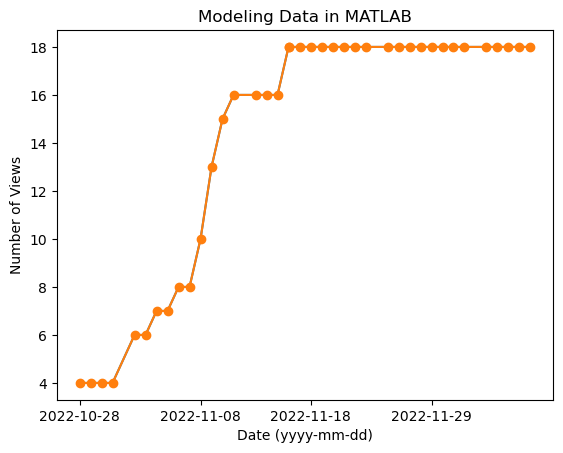 Modeling Data in MATLAB
18
16
14
12
10
8
6
4
Number of Views
2022-10-28 2022-11-08 2022-11-18 2022-11-29
Date (yyyy-mm-dd)